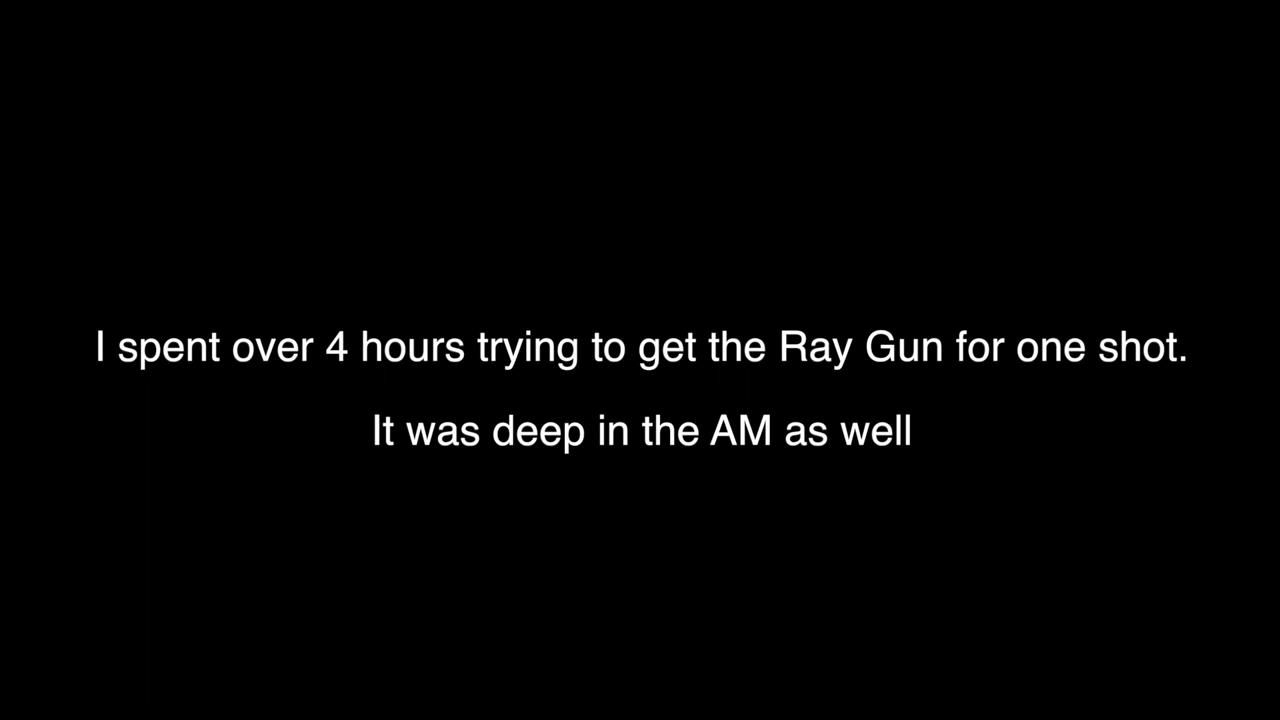 I spent over 4 hours trying to get the Ray Gun for one shot.
It was deep in the AM as well